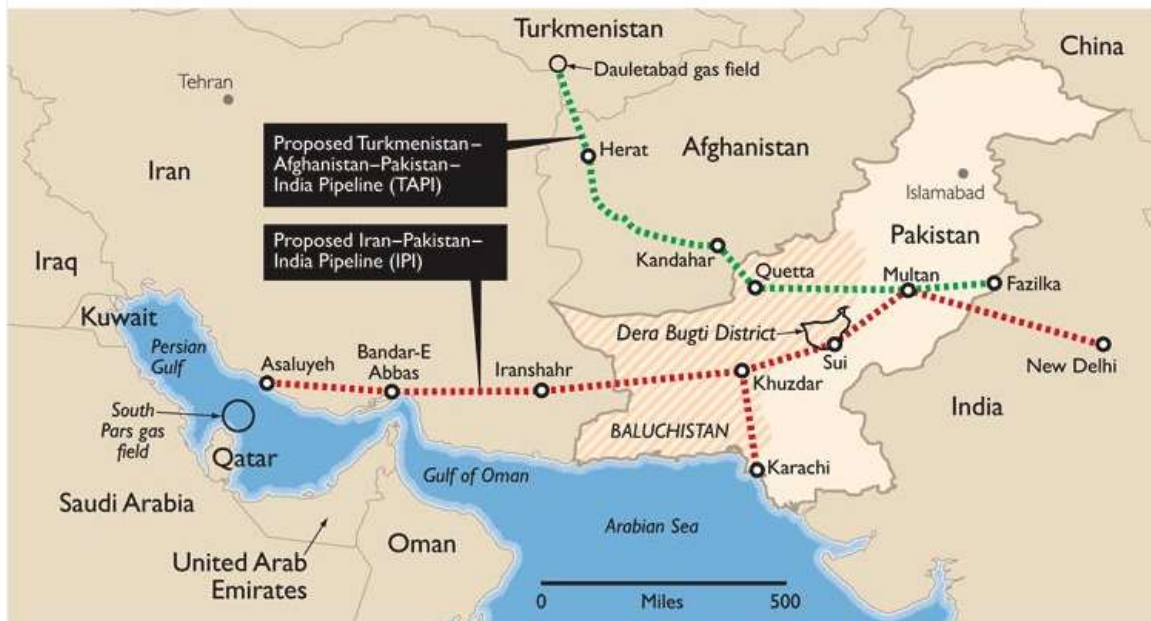 Turkmenistan
China
Dauletabad gas field
Tehran
Proposed Turkmenistan–
Afghanistan–Pakistan–
India Pipeline (TAPI)
Herat
Afghanistan
Iran
Islamabad
Proposed Iran–Pakistan–
India Pipeline (IPI)
Pakistan
Iraq
Kandahar
Quetta
Multan
Fazilka
Kuwait
Dera Bugti District
Persian
Gulf
Asaluyeh
Bandar-E
Abbas
Iranshahr
Sui
Khuzdar
New Delhi
South
Pars gas
field
India
BALUCHISTAN
Qatar
Gulf of Oman
Karachi
Saudi Arabia
Arabian Sea
United Arab
Emirates
Oman
0 Miles 500